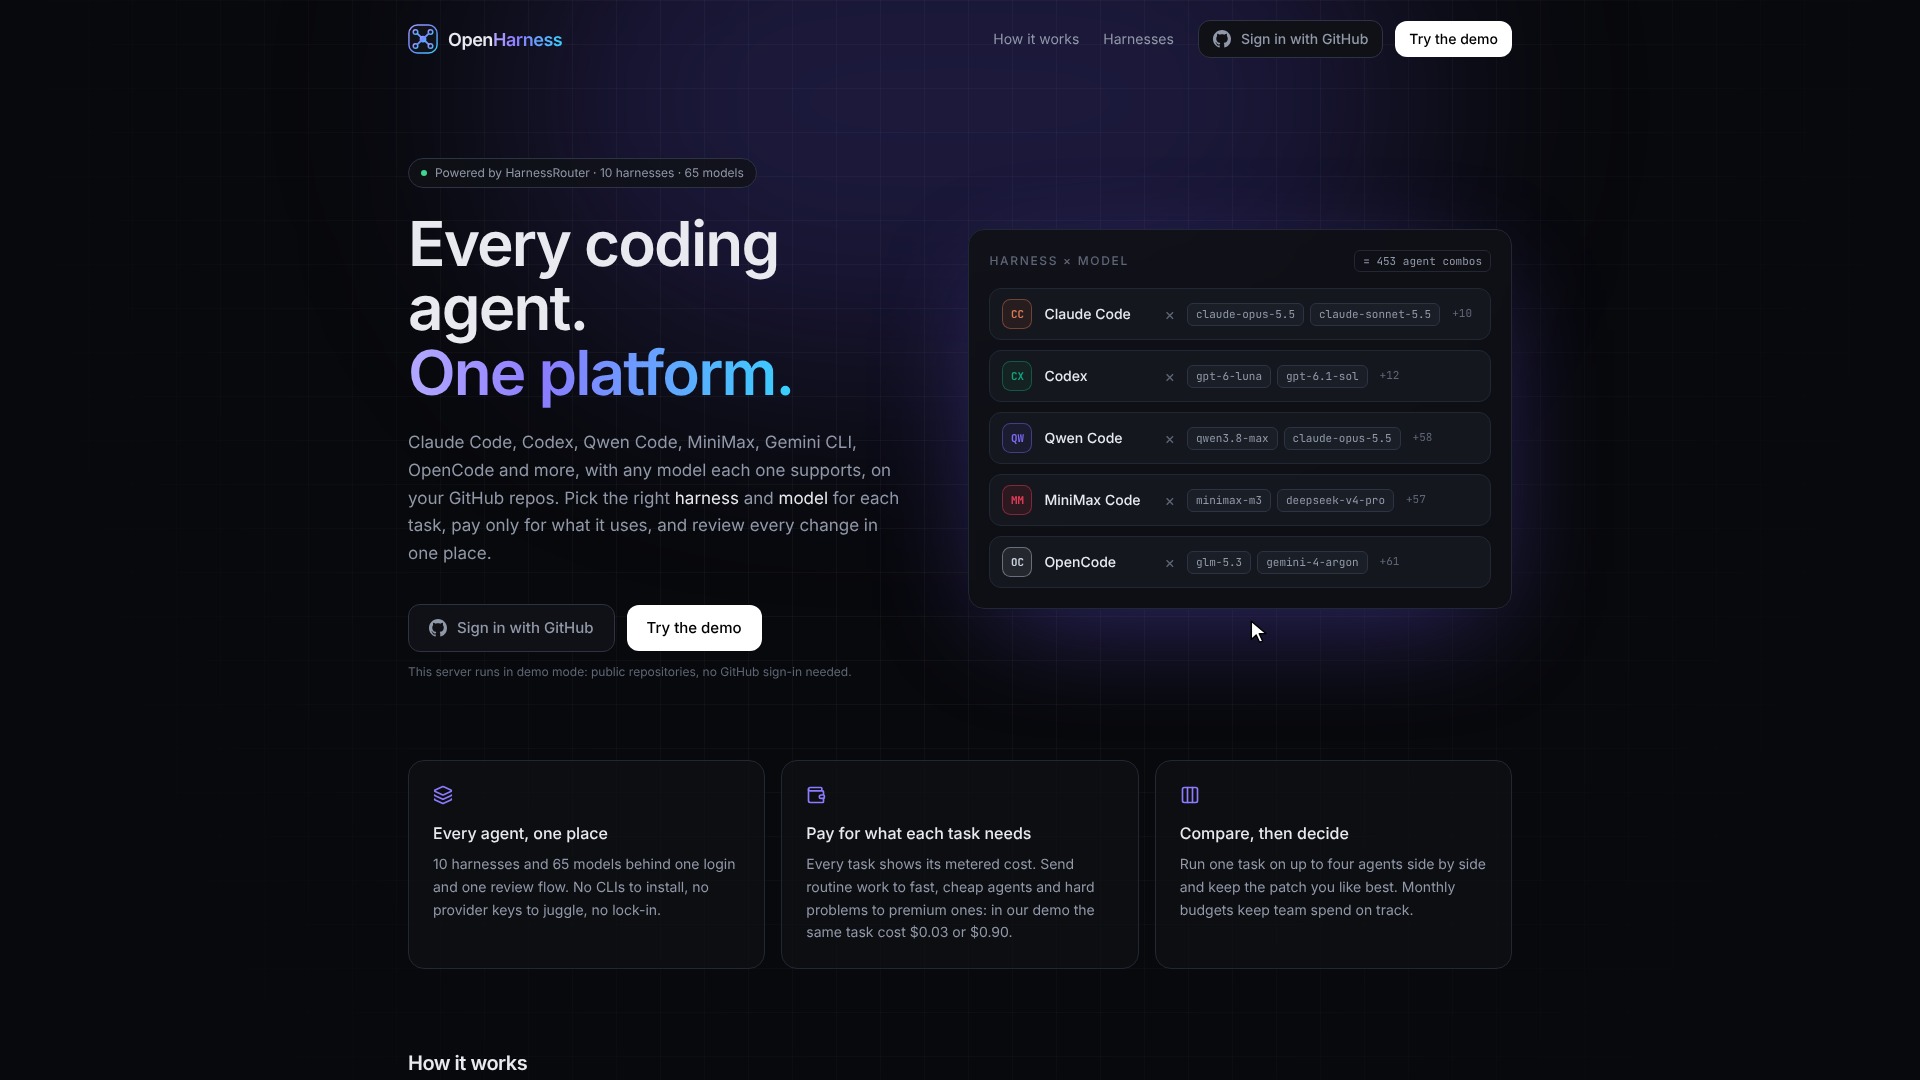 OpenHarness
How it works
Harnesses
Sign in with GitHub
Try the demo
Powered by HarnessRouter · 10 harnesses · 65 models
Every coding
agent.
One platform.
Claude Code, Codex, Qwen Code, MiniMax, Gemini CLI,
OpenCode and more, with any model each one supports, on
your GitHub repos. Pick the right harness and model for each
task, pay only for what it uses, and review every change in
one place.
Sign in with GitHub
Try the demo
This server runs in demo mode: public repositories, no GitHub sign-in needed.
HARNESS × MODEL
= 453 agent combos
CC Claude Code × claude-opus-5.5 claude-sonnet-5.5 +10
CX Codex × gpt-6-luna gpt-6.1-sol +12
QW Qwen Code × qwen3.8-max claude-opus-5.5 +58
MM MiniMax Code × minimax-m3 deepseek-v4-pro +57
OC OpenCode × glm-5.3 gemini-4-argon +61
Every agent, one place
10 harnesses and 65 models behind one login
and one review flow. No CLIs to install, no
provider keys to juggle, no lock-in.
Pay for what each task needs
Every task shows its metered cost. Send
routine work to fast, cheap agents and hard
problems to premium ones: in our demo the
same task cost $0.03 or $0.90.
Compare, then decide
Run one task on up to four agents side by side
and keep the patch you like best. Monthly
budgets keep team spend on track.
How it works